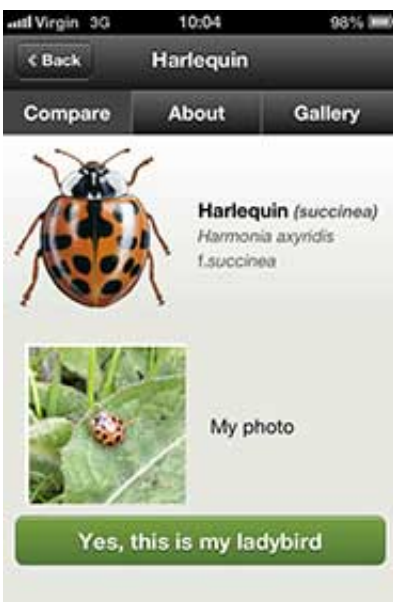 Virgin 3G 10:04 98%
< Back Harlequin
Compare About Gallery
Harlequin (succinea)
Harmonia axyridis
f.succinea
My photo
Yes, this is my ladybird